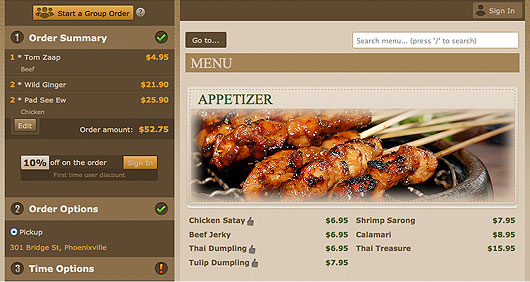 Start a Group Order ?
Sign In
1 Order Summary
1 * Tom Zaap $4.95
Beef
2 * Wild Ginger $21.90
2 * Pad See Ew $25.90
Chicken
Edit
Order amount: $52.75
10% off on the order Sign In
First time user discount
2 Order Options
Pickup
301 Bridge St, Phoenixville
3 Time Options
Go to...
Search menu... (press '/' to search)
MENU
APPETIZER
Chicken Satay $6.95
Beef Jerky $6.95
Thai Dumpling $6.95
Tulip Dumpling $7.95
Shrimp Sarong $7.95
Calamari $8.95
Thai Treasure $15.95